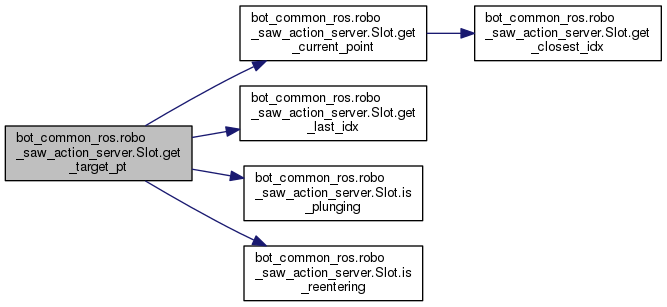 bot_common_ros.robo
_saw_action_server.Slot.get
_target_pt
bot_common_ros.robo
_saw_action_server.Slot.get
_current_point
bot_common_ros.robo
_saw_action_server.Slot.get
_closest_idx
bot_common_ros.robo
_saw_action_server.Slot.get
_last_idx
bot_common_ros.robo
_saw_action_server.Slot.is
_plunging
bot_common_ros.robo
_saw_action_server.Slot.is
_reentering